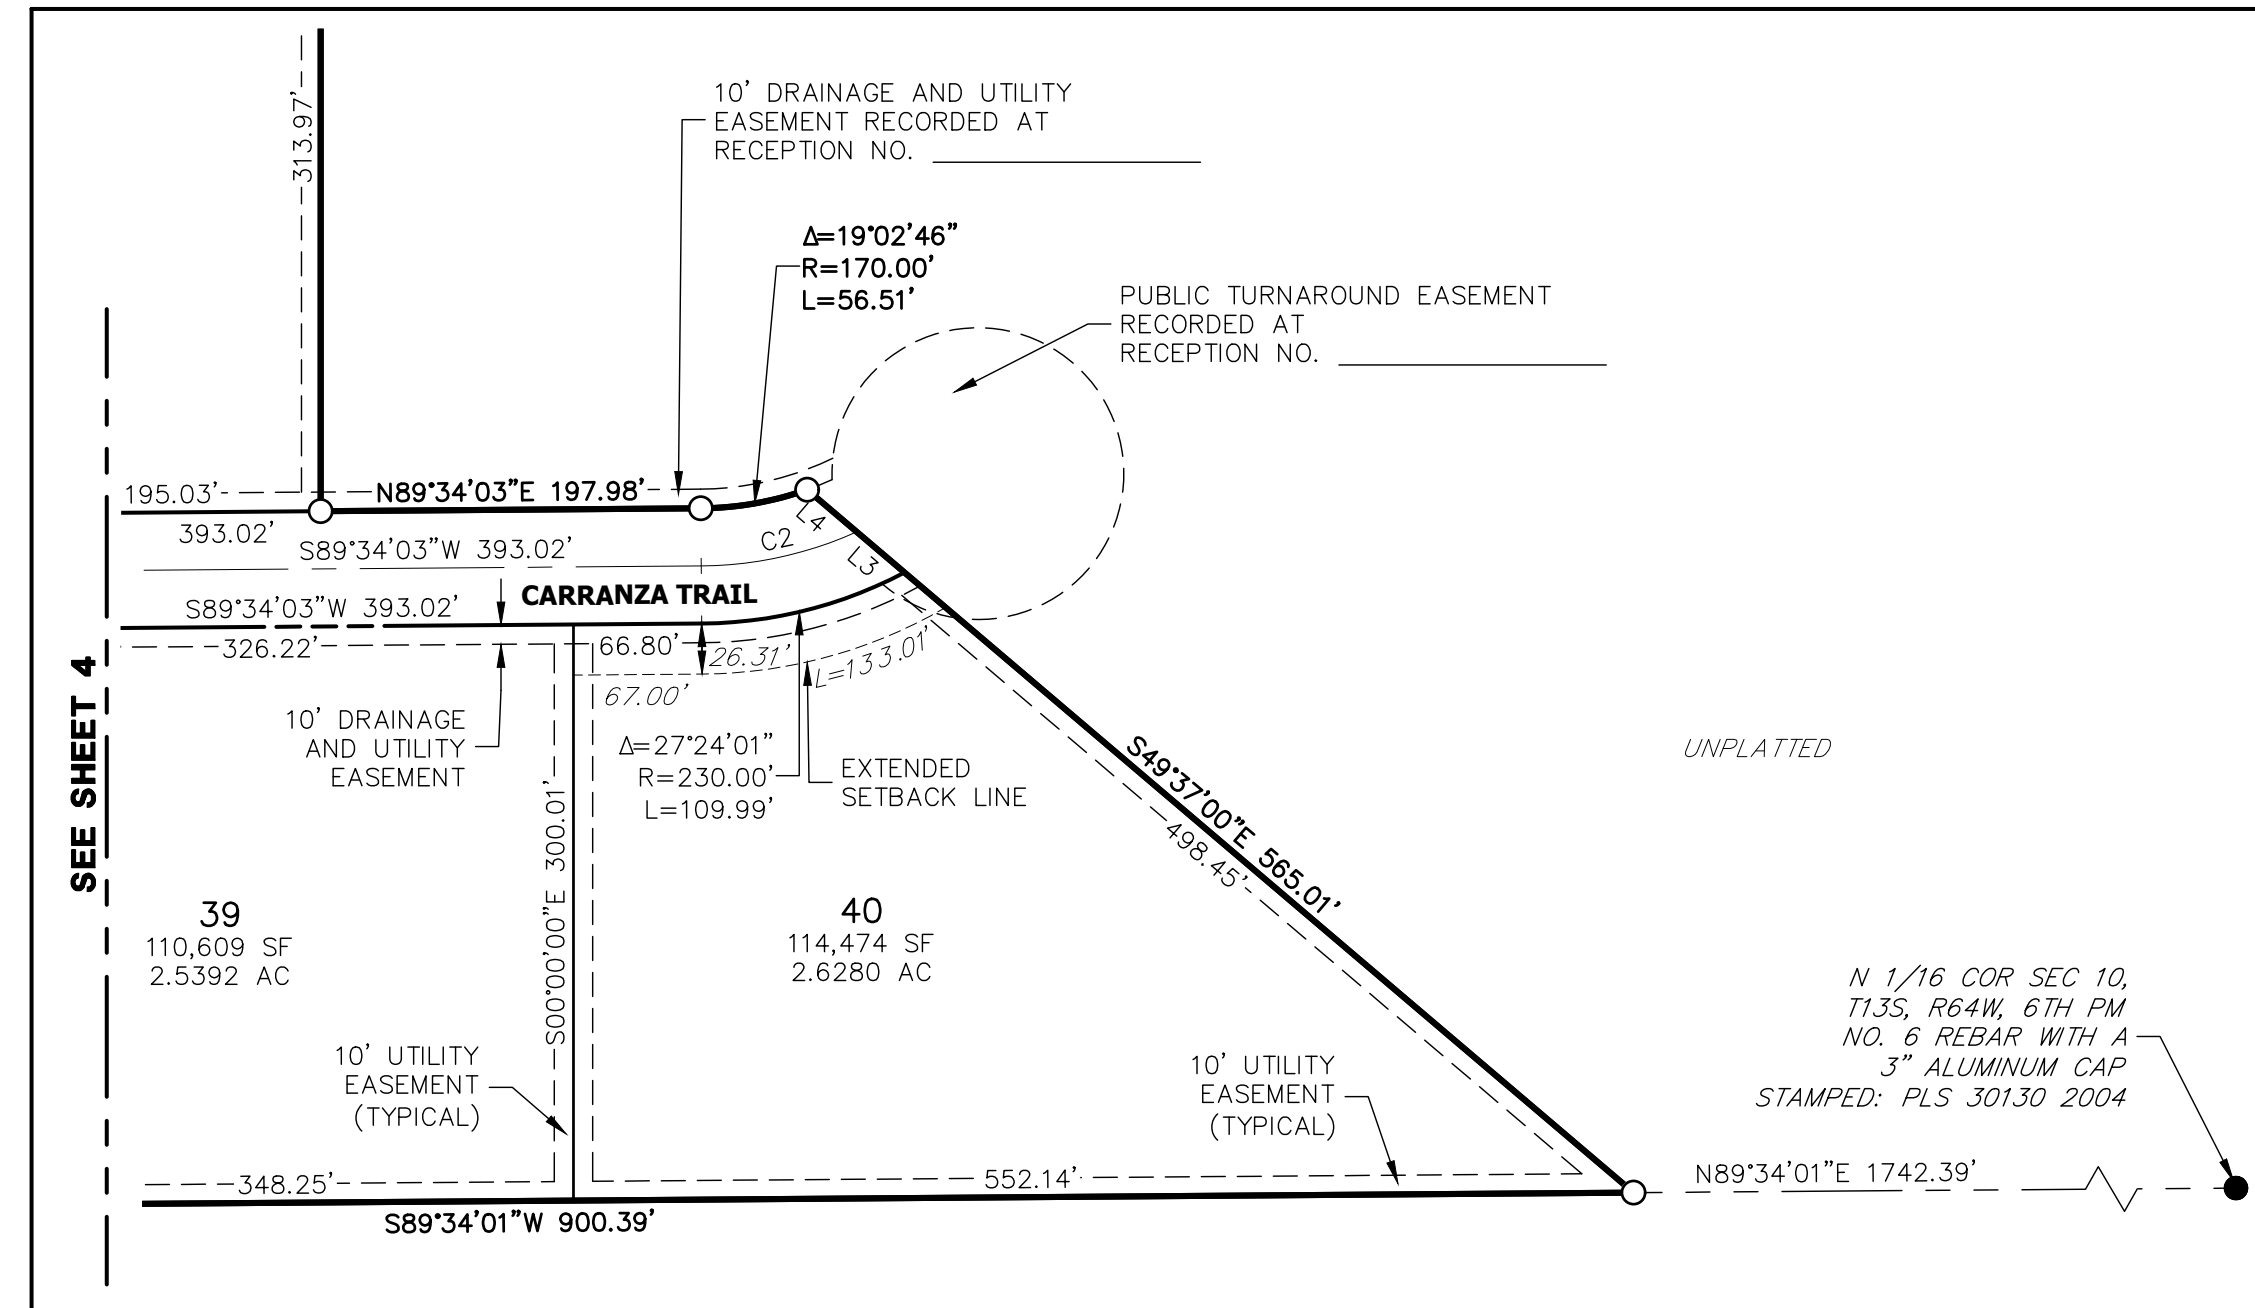 313.97'
10' DRAINAGE AND UTILITY
EASEMENT RECORDED AT
RECEPTION NO.
Δ=19°02'46"
R=170.00'
L=56.51'
PUBLIC TURNAROUND EASEMENT
RECORDED AT
RECEPTION NO.
195.03'
N89°34'03"E 197.98'
393.02'
S89°34'03"W 393.02'
C2
L4
L3
CARRANZA TRAIL
S89°34'03"W 393.02'
326.22'
66.80'
26.31'
L=133.01'
67.00'
SEE SHEET 4
10' DRAINAGE
AND UTILITY
EASEMENT
Δ=27°24'01"
R=230.00'
L=109.99'
EXTENDED
SETBACK LINE
S49°37'00"E 565.01'
498.45'
UNPLATTED
S00°00'00"E 300.01'
39
110,609 SF
2.5392 AC
40
114,474 SF
2.6280 AC
N 1/16 COR SEC 10,
T13S, R64W, 6TH PM
NO. 6 REBAR WITH A
3" ALUMINUM CAP
STAMPED: PLS 30130 2004
10' UTILITY
EASEMENT
(TYPICAL)
10' UTILITY
EASEMENT
(TYPICAL)
348.25'
552.14'
N89°34'01"E 1742.39'
S89°34'01"W 900.39'